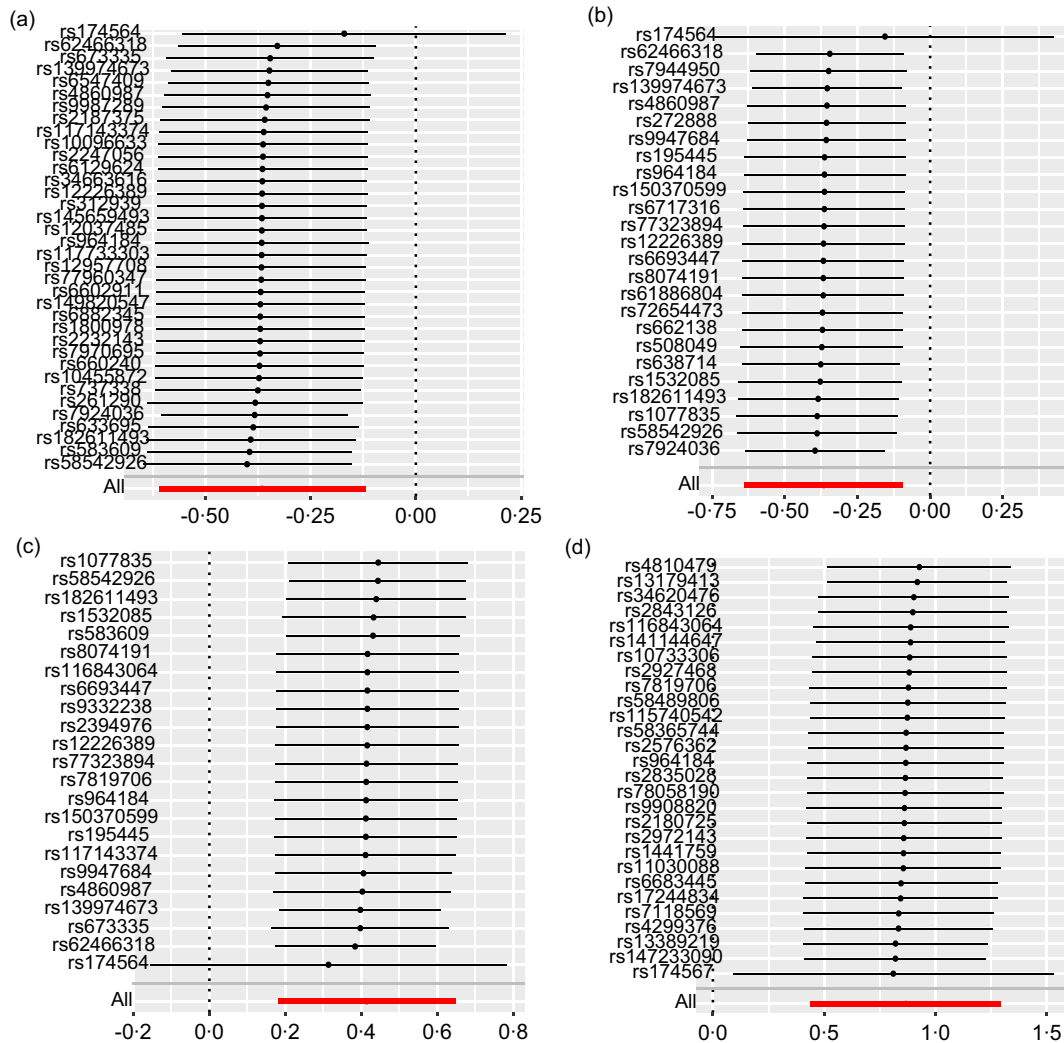 (a)
rs174564
rs62466318
rs673335
rs139974673
rs6547409
rs4860987
rs9987289
rs2187375
rs117143374
rs10096633
rs2247056
rs6129624
rs34663616
rs12226389
rs312939
rs145659493
rs12037485
rs964184
rs117733303
rs12957708
rs77960347
rs6602911
rs149820547
rs6882345
rs1800978
rs2232143
rs7970695
rs660240
rs10455872
rs737338
rs261290
rs7924036
rs633695
rs182611493
rs583609
rs58542926
All
-0·50 -0·25 0·00 0·25
(b)
rs174564
rs62466318
rs7944950
rs139974673
rs4860987
rs272888
rs9947684
rs195445
rs964184
rs150370599
rs6717316
rs77323894
rs12226389
rs6693447
rs8074191
rs61886804
rs72654473
rs662138
rs508049
rs638714
rs1532085
rs182611493
rs1077835
rs58542926
rs7924036
All
-0·75 -0·50 -0·25 0·00 0·25
(c)
rs1077835
rs58542926
rs182611493
rs1532085
rs583609
rs8074191
rs116843064
rs6693447
rs9332238
rs2394976
rs12226389
rs77323894
rs7819706
rs964184
rs150370599
rs195445
rs117143374
rs9947684
rs4860987
rs139974673
rs673335
rs62466318
rs174564
All
-0·2 0·0 0·2 0·4 0·6 0·8
(d)
rs4810479
rs13179413
rs34620476
rs2843126
rs116843064
rs141144647
rs10733306
rs2927468
rs7819706
rs58489806
rs115740542
rs58365744
rs2576362
rs964184
rs2835028
rs78058190
rs9908820
rs2180725
rs2972143
rs1441759
rs11030088
rs6683445
rs17244834
rs7118569
rs4299376
rs13389219
rs147233090
rs174567
All
0·0 0·5 1·0 1·5